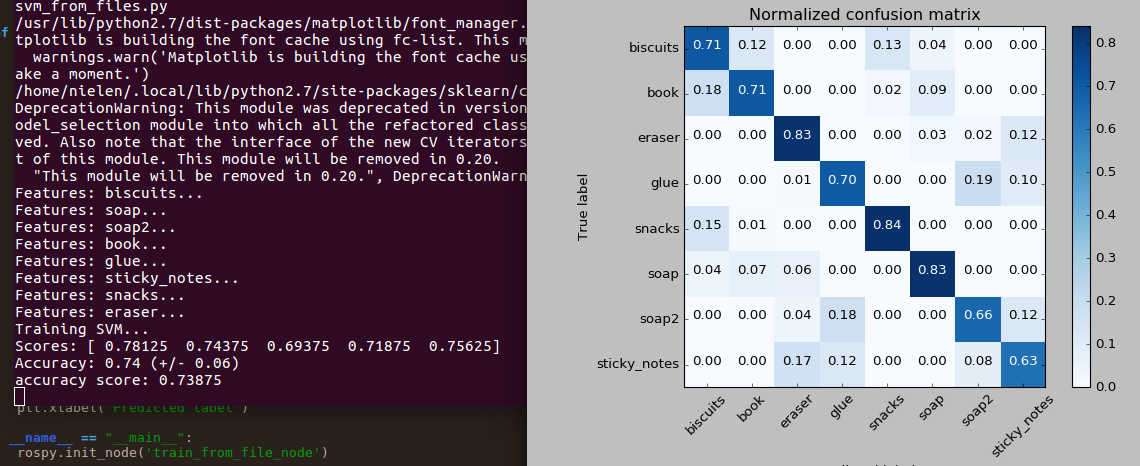 svm_from_files.py
/usr/lib/python2.7/dist-packages/matplotlib/font_manager.
tplotlib is building the font cache using fc-list. This m
warnings.warn('Matplotlib is building the font cache us
ake a moment.')
/home/nielen/.local/lib/python2.7/site-packages/sklearn/c
DeprecationWarning: This module was deprecated in version
odel_selection module into which all the refactored class
ved. Also note that the interface of the new CV iterators
t of this module. This module will be removed in 0.20.
"This module will be removed in 0.20.", DeprecationWarn
Features: biscuits...
Features: soap...
Features: soap2...
Features: book...
Features: glue...
Features: sticky_notes...
Features: snacks...
Features: eraser...
Training SVM...
Scores: [ 0.78125 0.74375 0.69375 0.71875 0.75625]
Accuracy: 0.74 (+/- 0.06)
accuracy score: 0.73875
plt.xlabel('Predicted label')
__name__ == "__main__":
rospy.init_node('train_from_file_node')
Normalized confusion matrix
True label
biscuits 0.71 0.12 0.00 0.00 0.13 0.04 0.00 0.00
book 0.18 0.71 0.00 0.00 0.02 0.09 0.00 0.00
eraser 0.00 0.00 0.83 0.00 0.00 0.03 0.02 0.12
glue 0.00 0.00 0.01 0.70 0.00 0.00 0.19 0.10
snacks 0.15 0.01 0.00 0.00 0.84 0.00 0.00 0.00
soap 0.04 0.07 0.06 0.00 0.00 0.83 0.00 0.00
soap2 0.00 0.00 0.04 0.18 0.00 0.00 0.66 0.12
sticky_notes 0.00 0.00 0.17 0.12 0.00 0.00 0.08 0.63
biscuits book eraser glue snacks soap soap2 sticky_notes
0.8
0.7
0.6
0.5
0.4
0.3
0.2
0.1
0.0